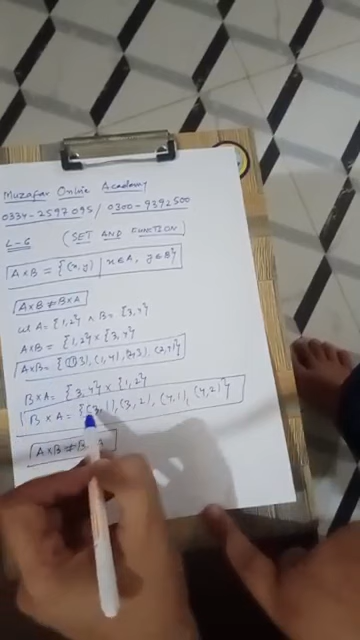 Muzafar Online Academy
0334-2597095 / 0300-9392500
L-6 (SET AND FUNCTION)
A×B = {(x,y) | x∈A, y∈B}
A×B ≠ B×A
let A = {1,2} ∧ B = {3,4}
A×B = {1,2} × {3,4}
A×B = {(1,3), (1,4), (2,3), (2,4)}
B×A = {3,4} × {1,2}
B×A = {(3,1), (3,2), (4,1), (4,2)}
A×B ≠